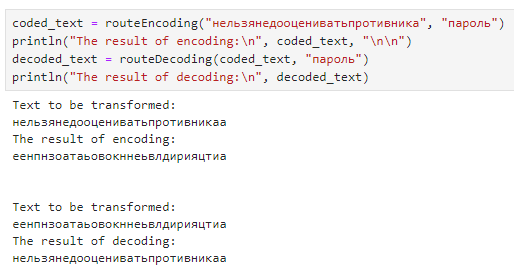 coded_text = routeEncoding("нельзянедооцениватьпротивника", "пароль")
println("The result of encoding:\n", coded_text, "\n\n")
decoded_text = routeDecoding(coded_text, "пароль")
println("The result of decoding:\n", decoded_text)
Text to be transformed:
нельзянедооцениватьпротивникаа
The result of encoding:
еенпнзоатаьовокннеьвлдирияцтиа
Text to be transformed:
еенпнзоатаьовокннеьвлдирияцтиа
The result of decoding:
нельзянедооцениватьпротивникаа